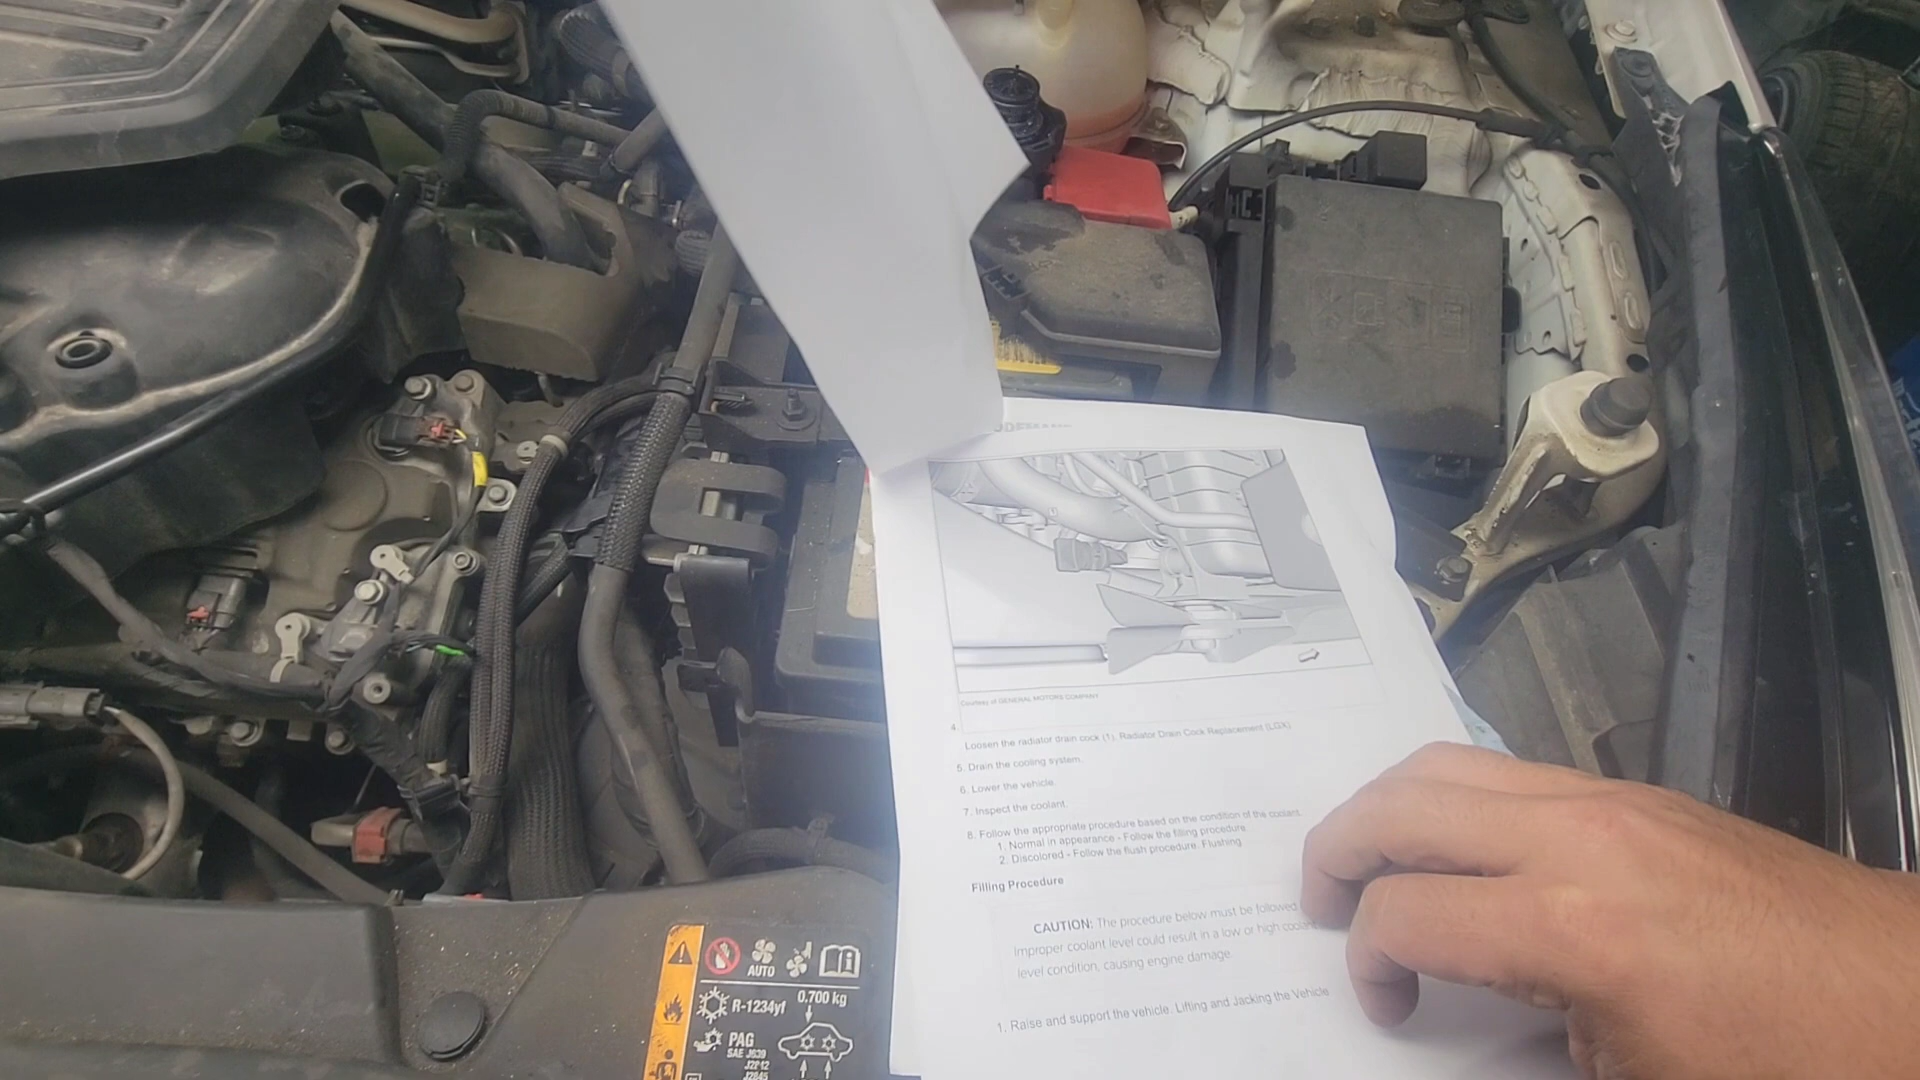 Courtesy of GENERAL MOTORS COMPANY
4.
Loosen the radiator drain cock (1). Radiator Drain Cock Replacement (LGX)
5. Drain the cooling system.
6. Lower the vehicle.
7. Inspect the coolant.
8. Follow the appropriate procedure based on the condition of the coolant.
1. Normal in appearance - Follow the filling procedure.
2. Discolored - Follow the flush procedure. Flushing
Filling Procedure
CAUTION: The procedure below must be followed
Improper coolant level could result in a low or high coolant
level condition, causing engine damage.
1. Raise and support the vehicle. Lifting and Jacking the Vehicle
AUTO
R-1234yf
0.700 kg
PAG
SAE J639
J2842
J2845